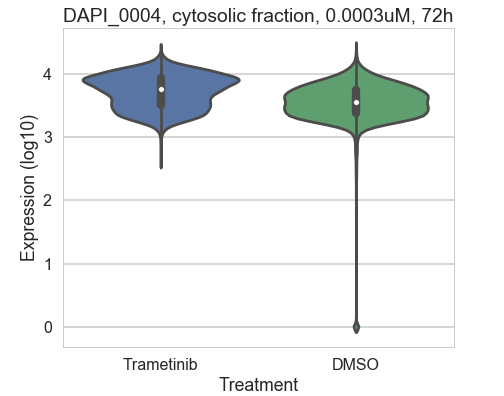 DAPI_0004, cytosolic fraction, 0.0003uM, 72h
Expression (log10)
4
3
2
1
0
Trametinib
DMSO
Treatment